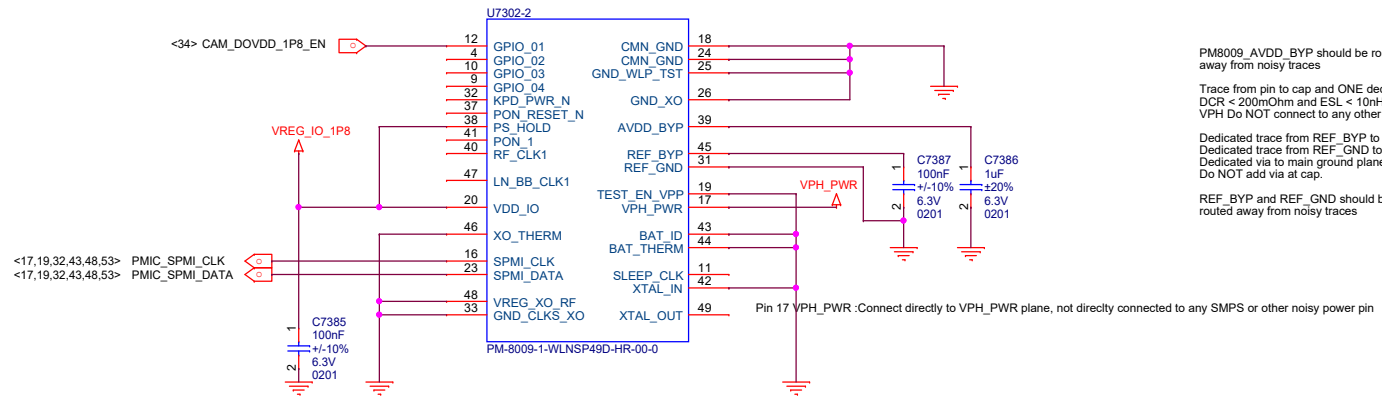 U7302-2
<34> CAM_DOVDD_1P8_EN
12 GPIO_01
4 GPIO_02
10 GPIO_03
9 GPIO_04
32 KPD_PWR_N
37 PON_RESET_N
38 PS_HOLD
41 PON_1
40 RF_CLK1
47 LN_BB_CLK1
20 VDD_IO
46 XO_THERM
16 SPMI_CLK
23 SPMI_DATA
48 VREG_XO_RF
33 GND_CLKS_XO
CMN_GND 18
CMN_GND 24
GND_WLP_TST 25
GND_XO 26
AVDD_BYP 39
REF_BYP 45
REF_GND 31
TEST_EN_VPP 19
VPH_PWR 17
BAT_ID 43
BAT_THERM 44
SLEEP_CLK 11
XTAL_IN 42
XTAL_OUT 49
PM-8009-1-WLNSP49D-HR-00-0
VREG_IO_1P8
<17,19,32,43,48,53> PMIC_SPMI_CLK
<17,19,32,43,48,53> PMIC_SPMI_DATA
1
2
C7385
100nF
+/-10%
6.3V
0201
VPH_PWR
1
2
C7387
100nF
+/-10%
6.3V
0201
1
2
C7386
1uF
±20%
6.3V
0201
Pin 17 VPH_PWR :Connect directly to VPH_PWR plane, not direclty connected to any SMPS or other noisy power pin
PM8009_AVDD_BYP should be ro
away from noisy traces
Trace from pin to cap and ONE dec
DCR < 200mOhm and ESL < 10nH
VPH Do NOT connect to any other
Dedicated trace from REF_BYP to
Dedicated trace from REF_GND to
Dedicated via to main ground plane
Do NOT add via at cap.
REF_BYP and REF_GND should b
routed away from noisy traces